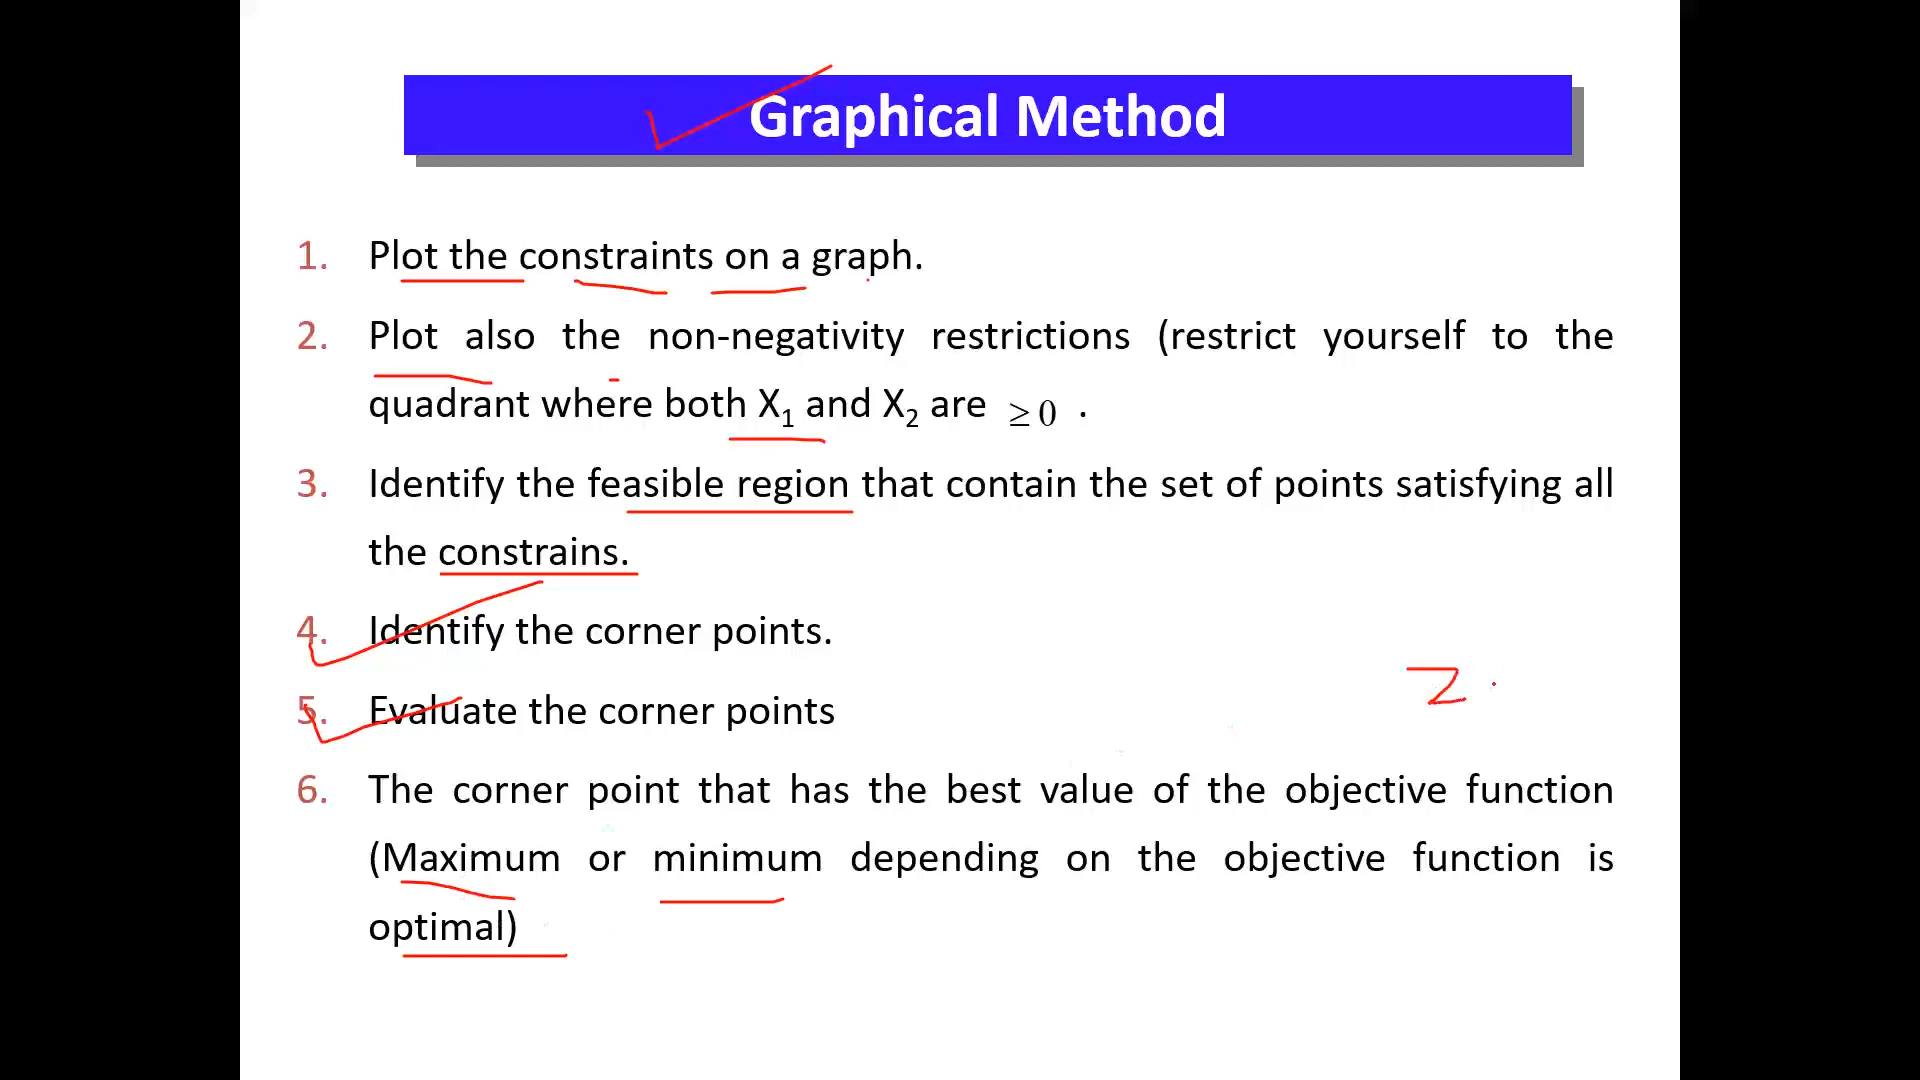 Graphical Method
1. Plot the constraints on a graph.
2. Plot also the non-negativity restrictions (restrict yourself to the
quadrant where both X₁ and X₂ are ≥ 0 .
3. Identify the feasible region that contain the set of points satisfying all
the constrains.
4. Identify the corner points.
Z
5. Evaluate the corner points
6. The corner point that has the best value of the objective function
(Maximum or minimum depending on the objective function is
optimal)